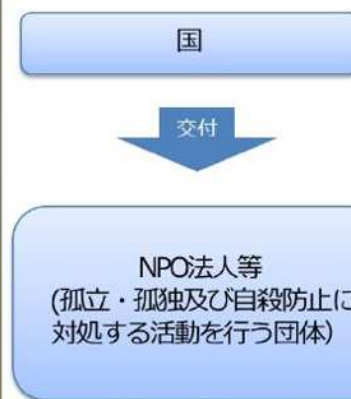 国
交付
NPO法人等
(孤立・孤独及び自殺防止に
対処する活動を行う団体)